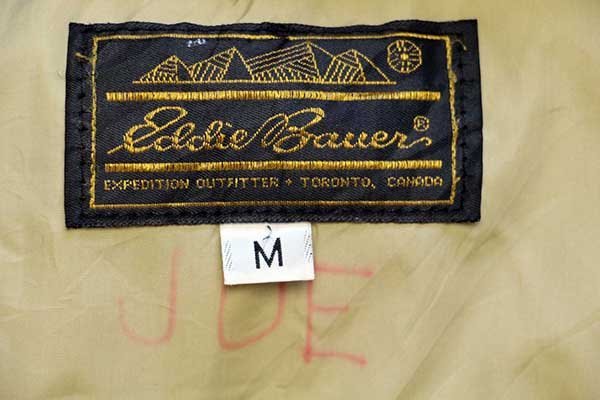 Eddie Bauer®
EXPEDITION OUTFITTER + TORONTO, CANADA
M
JOE